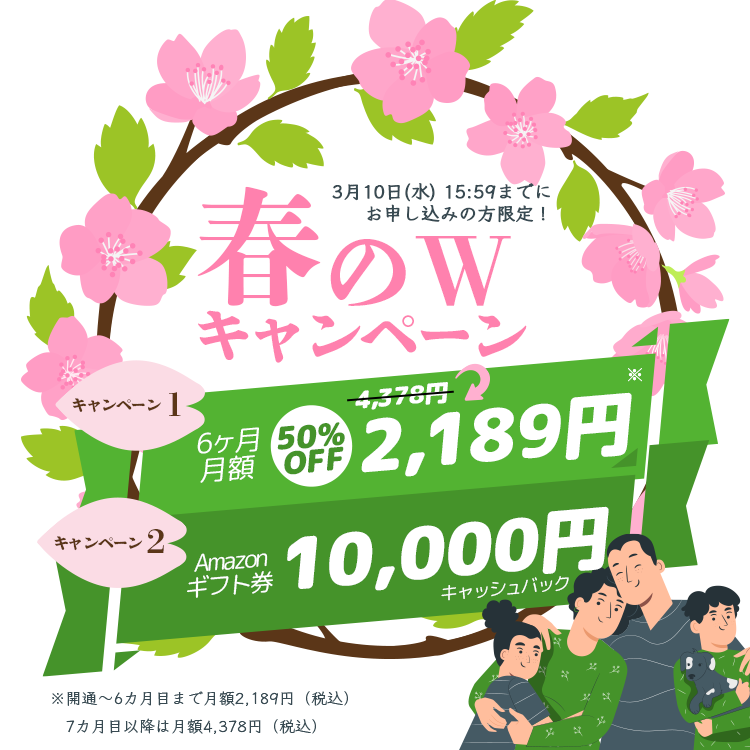 3月10日(水) 15:59までに
お申し込みの方限定！
春のW
キャンペーン
キャンペーン1
6ヶ月
月額
50%
OFF
4,378円
2,189円
※
キャンペーン2
Amazon
ギフト券
10,000円
キャッシュバック
※開通～6カ月目まで月額2,189円（税込）
7カ月目以降は月額4,378円（税込）